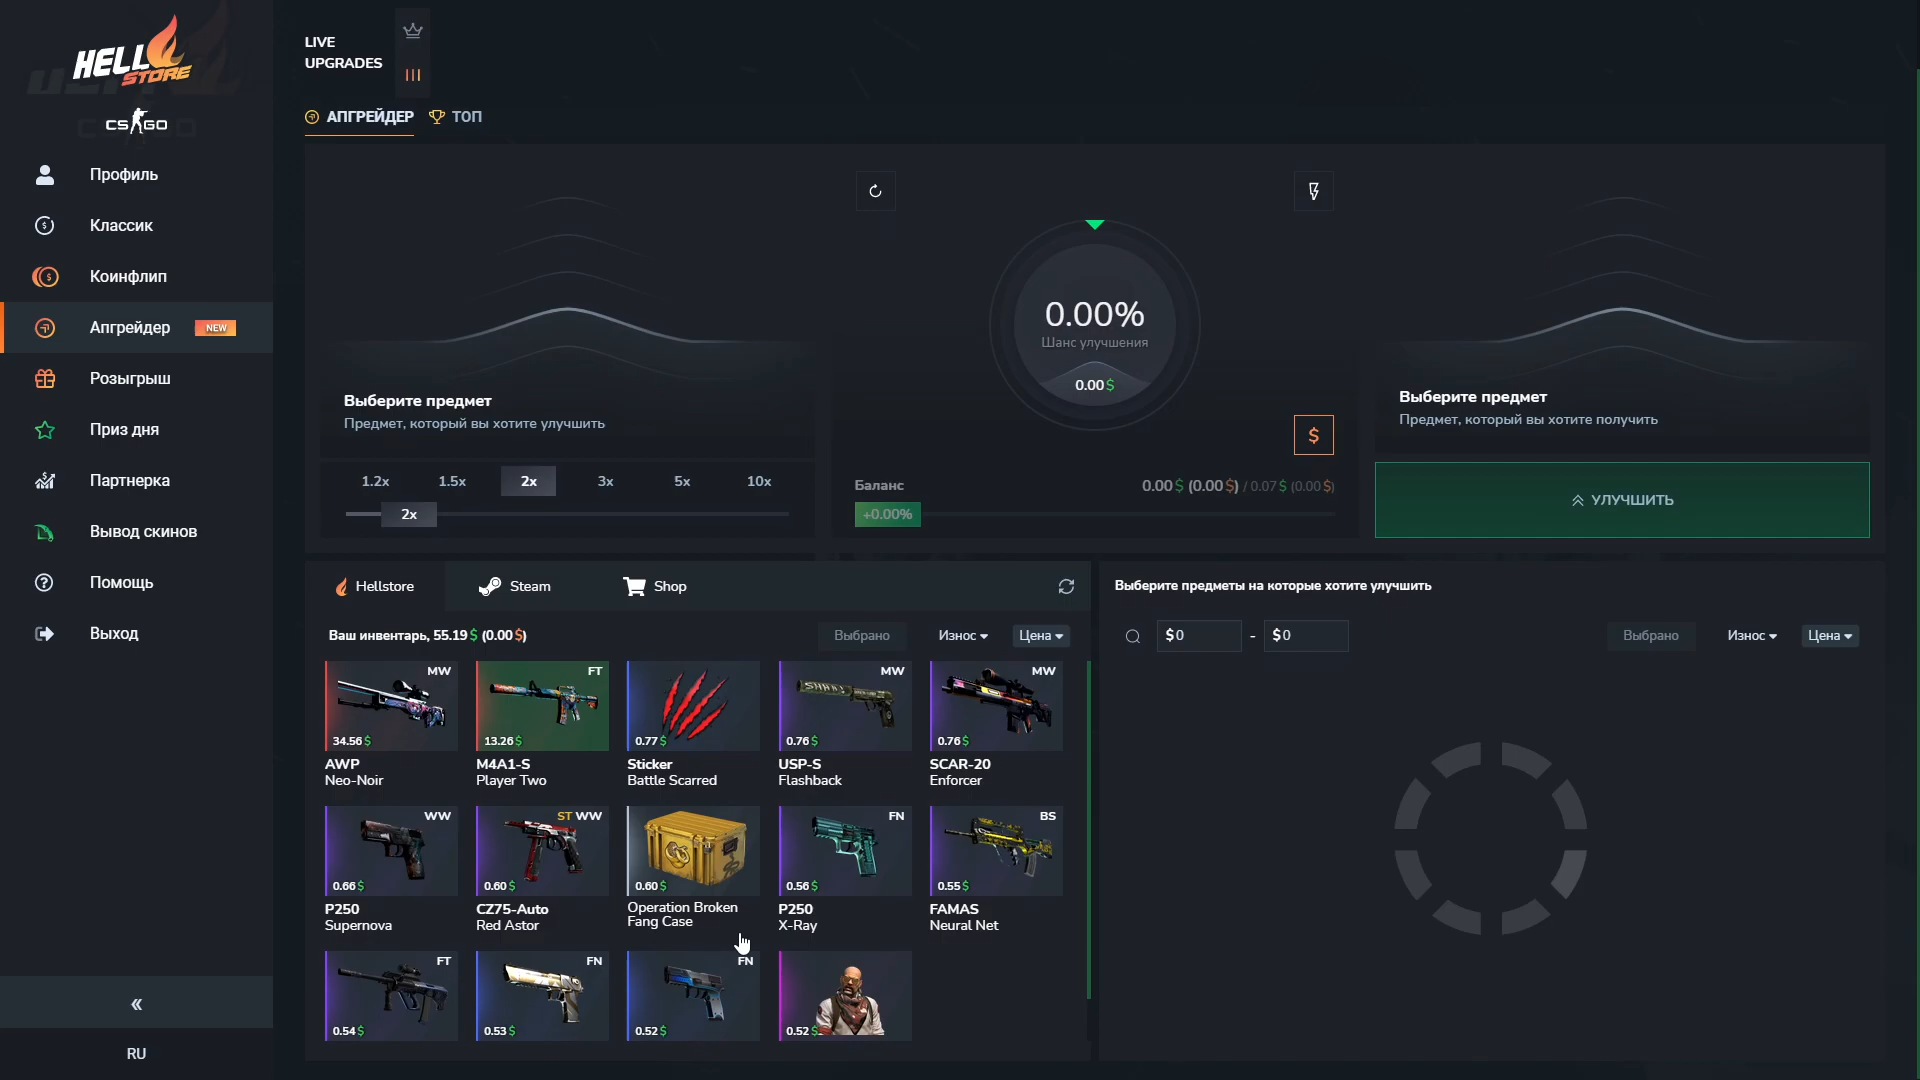 HELL
STORE
CS GO
Профиль
Классик
Коинфлип
Апгрейдер NEW
Розыгрыш
Приз дня
Партнерка
Вывод скинов
Помощь
Выход
«
RU
LIVE
UPGRADES
АПГРЕЙДЕР ТОП
Выберите предмет
Предмет, который вы хотите улучшить
1.2x 1.5x 2x 3x 5x 10x
2x
0.00%
Шанс улучшения
0.00$
$
Баланс 0.00$ (0.00$) / 0.07$ (0.00$)
+0.00%
Выберите предмет
Предмет, который вы хотите получить
УЛУЧШИТЬ
Hellstore Steam Shop
Ваш инвентарь, 55.19$ (0.00$) Выбрано Износ Цена
MW
34.56$
AWP
Neo-Noir
FT
13.26$
M4A1-S
Player Two
0.77$
Sticker
Battle Scarred
MW
0.76$
USP-S
Flashback
MW
0.76$
SCAR-20
Enforcer
WW
0.66$
P250
Supernova
ST WW
0.60$
CZ75-Auto
Red Astor
0.60$
Operation Broken
Fang Case
FN
0.56$
P250
X-Ray
BS
0.55$
FAMAS
Neural Net
FT
0.54$
FN
0.53$
FN
0.52$
0.52$
Выберите предметы на которые хотите улучшить
$0 - $0 Выбрано Износ Цена